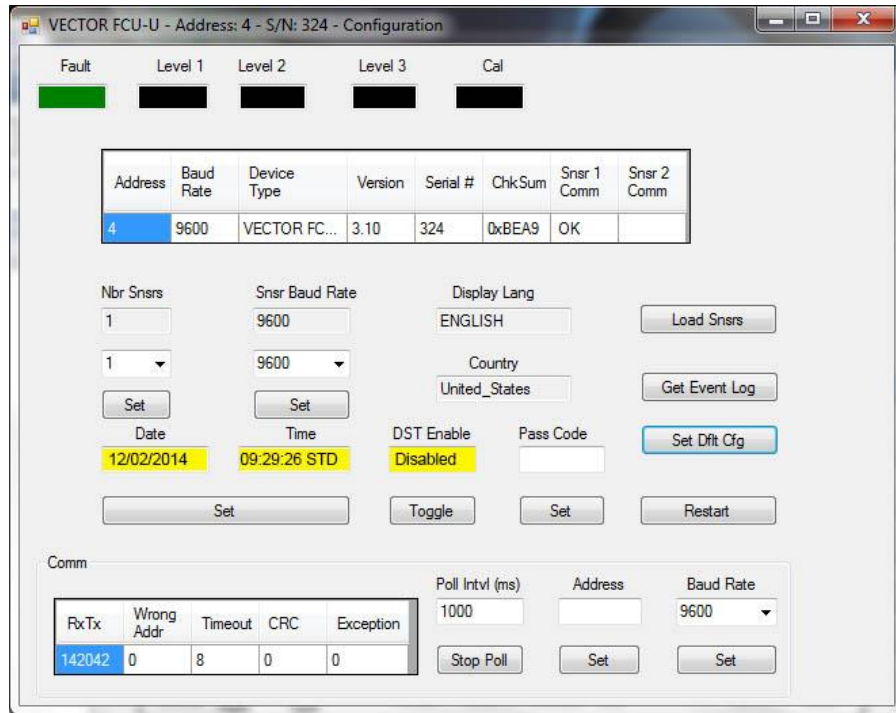 VECTOR FCU-U - Address: 4 - S/N: 324 - Configuration
Fault Level 1 Level 2 Level 3 Cal
Address Baud Rate Device Type Version Serial # ChkSum Snsr 1 Comm Snsr 2 Comm
4 9600 VECTOR FC... 3.10 324 0xBEA9 OK
Nbr Snsrs Snsr Baud Rate Display Lang
1 9600 ENGLISH Load Snsrs
1 9600 Country
United_States Get Event Log
Set Set
Date Time DST Enable Pass Code Set Dflt Cfg
12/02/2014 09:29:26 STD Disabled
Set Toggle Set Restart
Comm
Poll Intvl (ms) Address Baud Rate
RxTx Wrong Addr Timeout CRC Exception 1000 9600
142042 0 8 0 0 Stop Poll Set Set